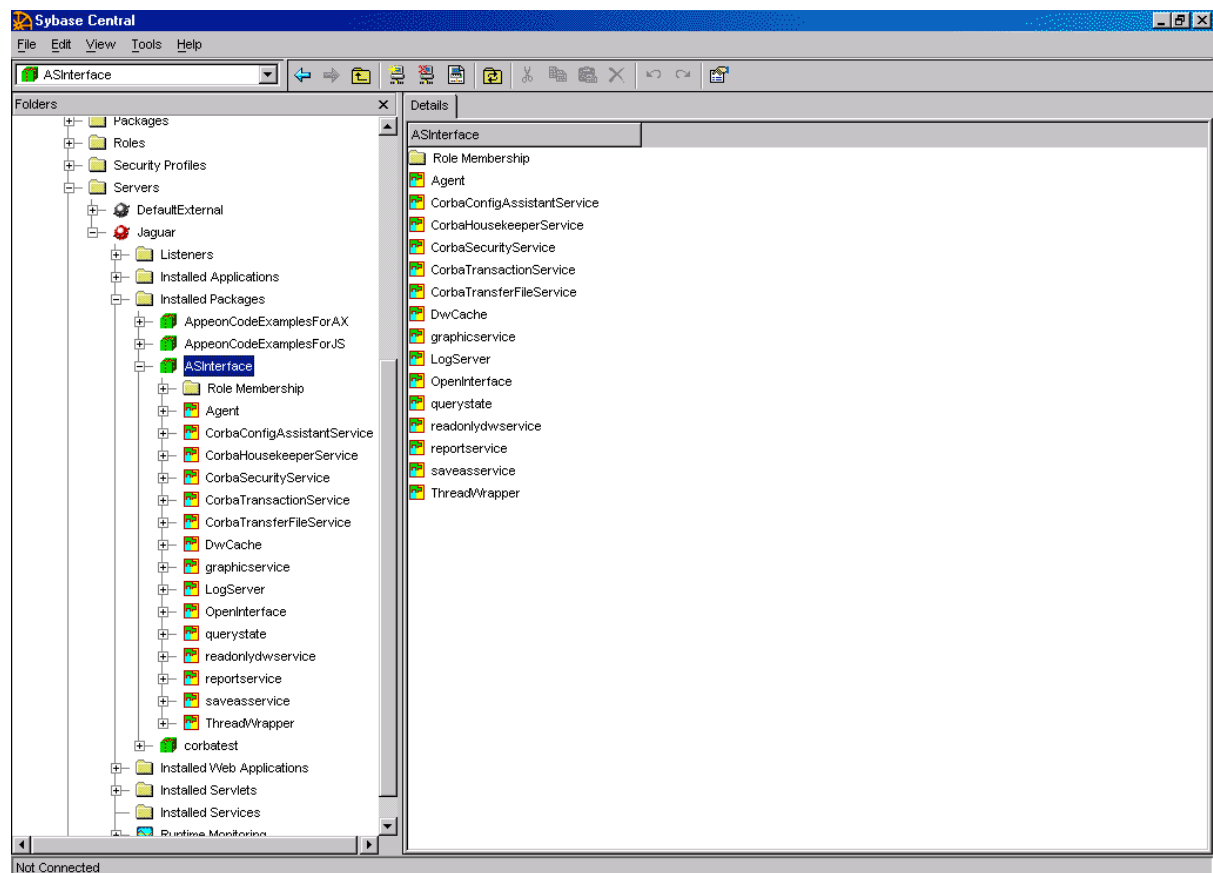 Sybase Central
File Edit View Tools Help
ASInterface
Folders
Packages
Roles
Security Profiles
Servers
DefaultExternal
Jaguar
Listeners
Installed Applications
Installed Packages
AppeonCodeExamplesForAX
AppeonCodeExamplesForJS
ASInterface
Role Membership
Agent
CorbaConfigAssistantService
CorbaHousekeeperService
CorbaSecurityService
CorbaTransactionService
CorbaTransferFileService
DwCache
graphicservice
LogServer
OpenInterface
querystate
readonlydwservice
reportservice
saveasservice
ThreadWrapper
corbatest
Installed Web Applications
Installed Servlets
Installed Services
Runtime Monitoring
Details
ASInterface
Role Membership
Agent
CorbaConfigAssistantService
CorbaHousekeeperService
CorbaSecurityService
CorbaTransactionService
CorbaTransferFileService
DwCache
graphicservice
LogServer
OpenInterface
querystate
readonlydwservice
reportservice
saveasservice
ThreadWrapper
Not Connected